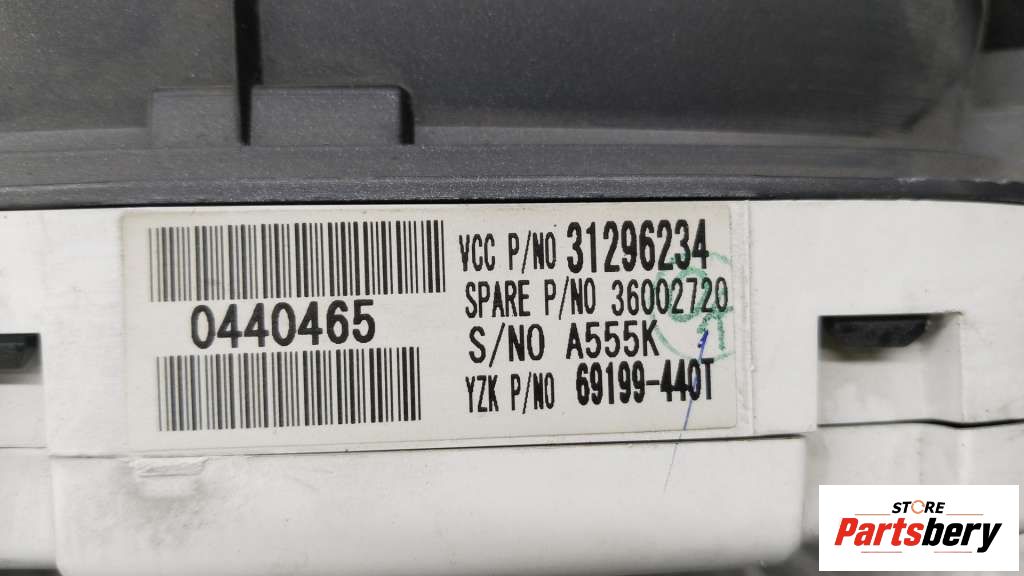 0440465
VCC P/NO 31296234
SPARE P/NO 36002720
S/NO A555K
YZK P/NO 69199-440T
STORE
Partsbery